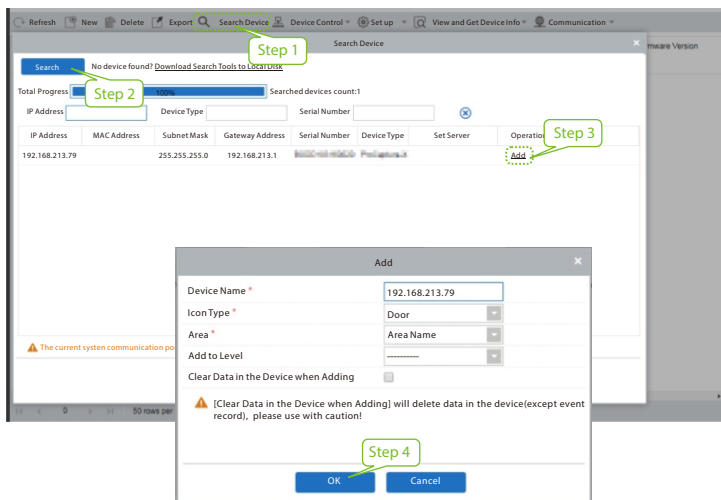 Refresh New Delete Export Search Device Device Control Set up View and Get Device Info Communication
Step 1
Search Device
mware Version
Search No device found? Download Search Tools to Local Disk
Step 2
Total Progress 100% Searched devices count:1
IP Address Device Type Serial Number
IP Address MAC Address Subnet Mask Gateway Address Serial Number Device Type Set Server Operation
Step 3
192.168.213.79 255.255.255.0 192.168.213.1 Add
Add
Device Name * 192.168.213.79
Icon Type * Door
Area * Area Name
Add to Level ----------
Clear Data in the Device when Adding
The current systen communication po
[Clear Data in the Device when Adding] will delete data in the device(except event
record), please use with caution!
0 50 rows per
Step 4
OK Cancel